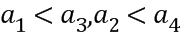 a₁ < a₃,a₂ < a₄